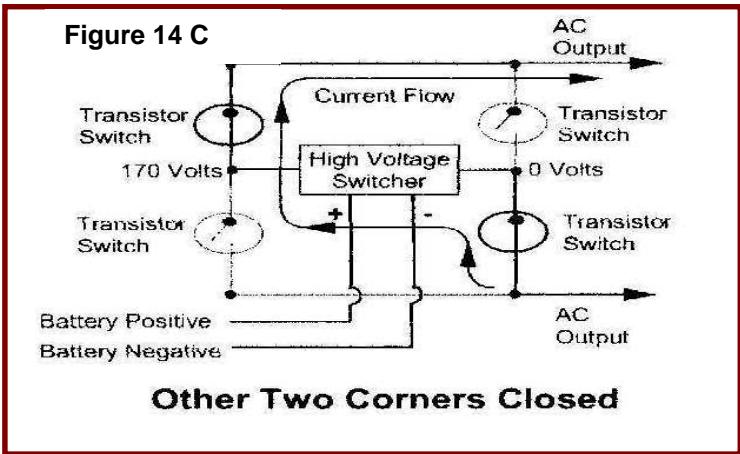 Figure 14 C
AC
Output
Current Flow
Transistor
Switch
Transistor
Switch
170 Volts
High Voltage
Switcher
0 Volts
+
-
Transistor
Switch
Transistor
Switch
Battery Positive
Battery Negative
AC
Output
Other Two Corners Closed